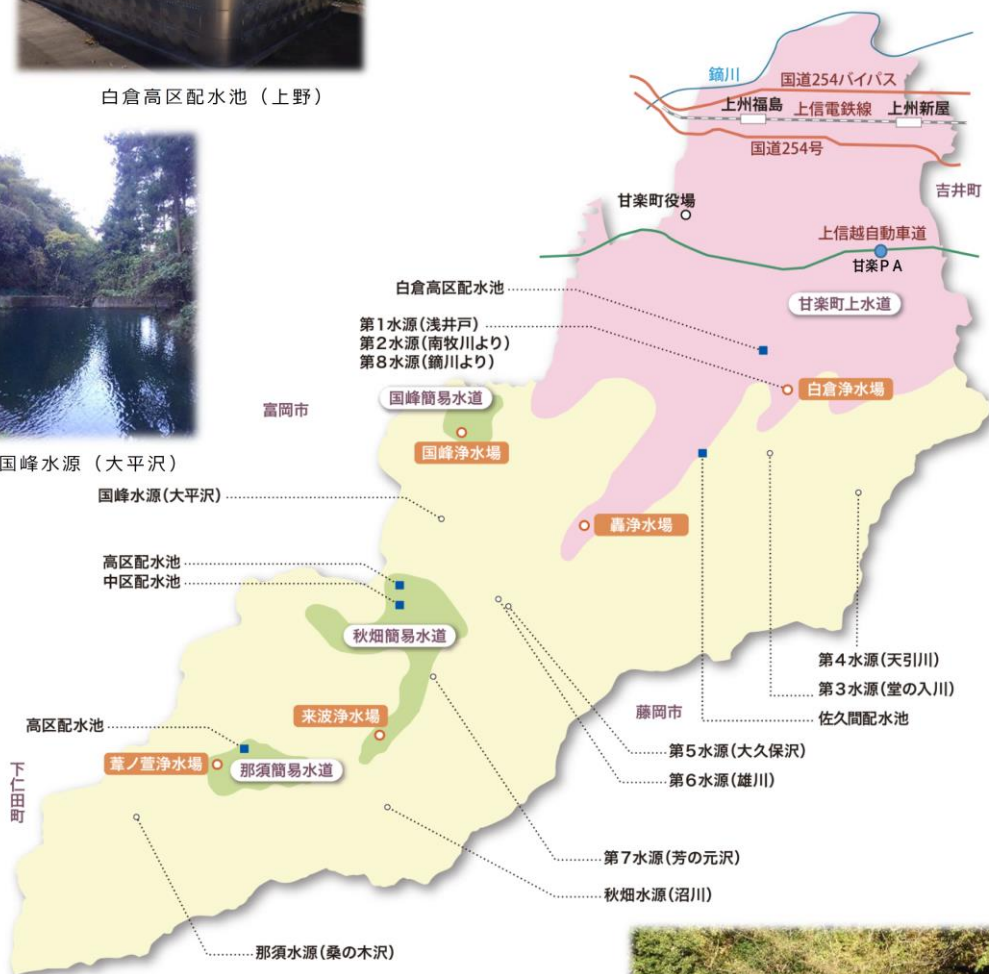 白倉高区配水池（上野）
鏑川
国道254バイパス
上州福島
上信電鉄線
上州新屋
国道254号
吉井町
甘楽町役場
上信越自動車道
甘楽PA
白倉高区配水池
甘楽町上水道
第1水源(浅井戸)
第2水源(南牧川より)
第8水源(鏑川より)
白倉浄水場
国峰簡易水道
富岡市
国峰浄水場
国峰水源（大平沢）
国峰水源(大平沢)
轟浄水場
高区配水池
中区配水池
秋畑簡易水道
第4水源(天引川)
第3水源(堂の入川)
佐久間配水池
藤岡市
来波浄水場
高区配水池
第5水源(大久保沢)
葦ノ萱浄水場
那須簡易水道
第6水源(雄川)
下仁田町
第7水源(芳の元沢)
秋畑水源(沼川)
那須水源(桑の木沢)